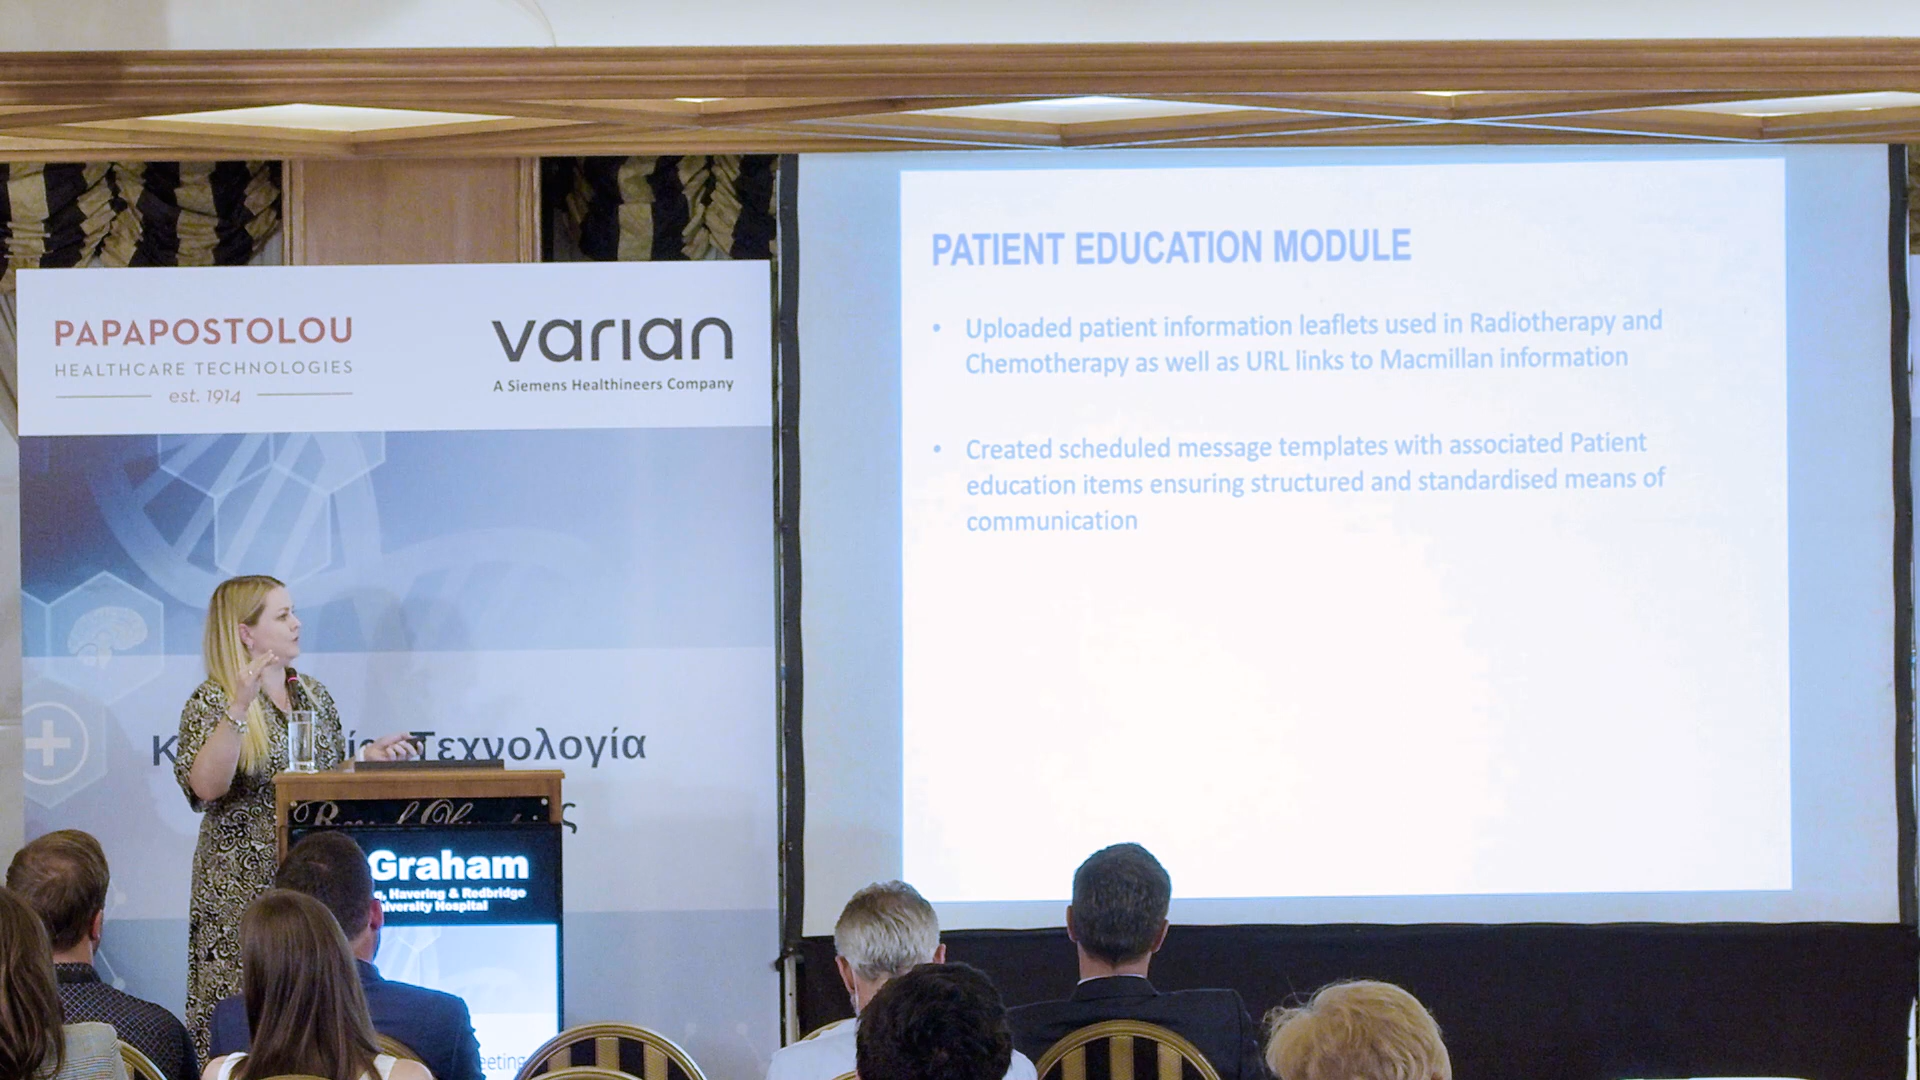 PAPAPOSTOLOU
HEALTHCARE TECHNOLOGIES
est. 1914
varian
A Siemens Healthineers Company
Τεχνολογία
Graham
Havering & Redbridge
Hospital
PATIENT EDUCATION MODULE
• Uploaded patient information leaflets used in Radiotherapy and
Chemotherapy as well as URL links to Macmillan information
• Created scheduled message templates with associated Patient
education items ensuring structured and standardised means of
communication